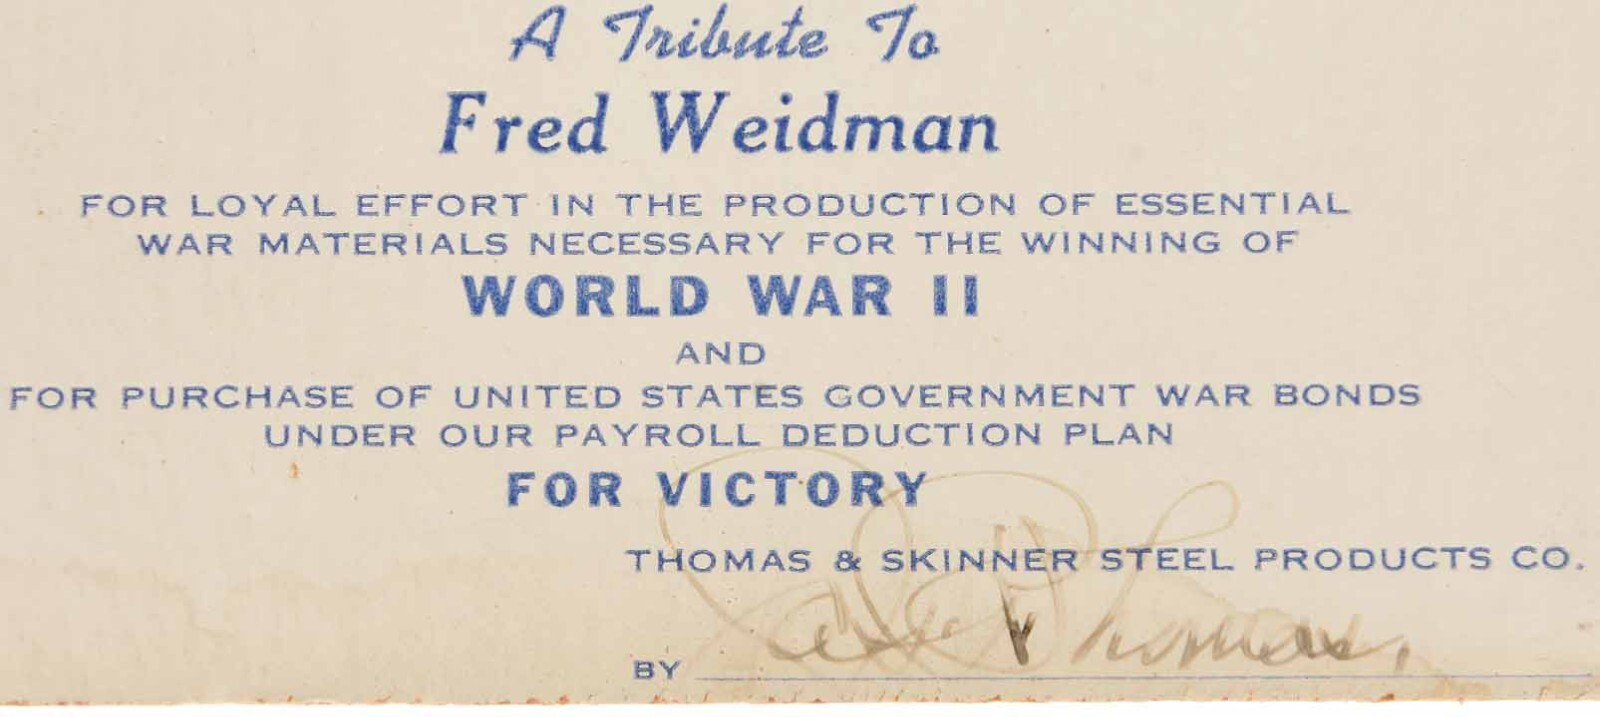 A Tribute To
Fred Weidman
FOR LOYAL EFFORT IN THE PRODUCTION OF ESSENTIAL
WAR MATERIALS NECESSARY FOR THE WINNING OF
WORLD WAR II
AND
FOR PURCHASE OF UNITED STATES GOVERNMENT WAR BONDS
UNDER OUR PAYROLL DEDUCTION PLAN
FOR VICTORY
THOMAS & SKINNER STEEL PRODUCTS CO.
BY Thomas